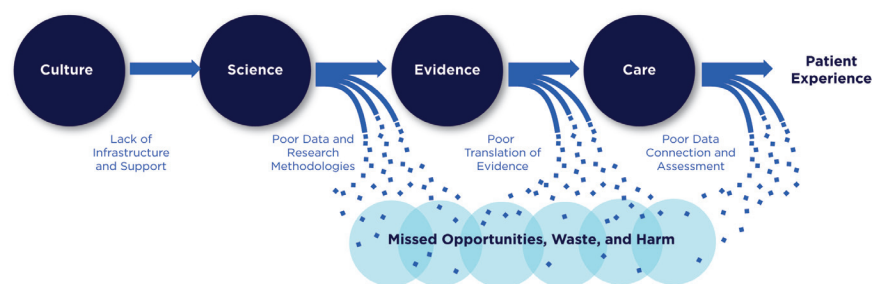 Culture
Science
Evidence
Care
Patient
Experience
Lack of
Infrastructure
and Support
Poor Data and
Research
Methodologies
Poor
Translation of
Evidence
Poor Data
Connection and
Assessment
Missed Opportunities, Waste, and Harm